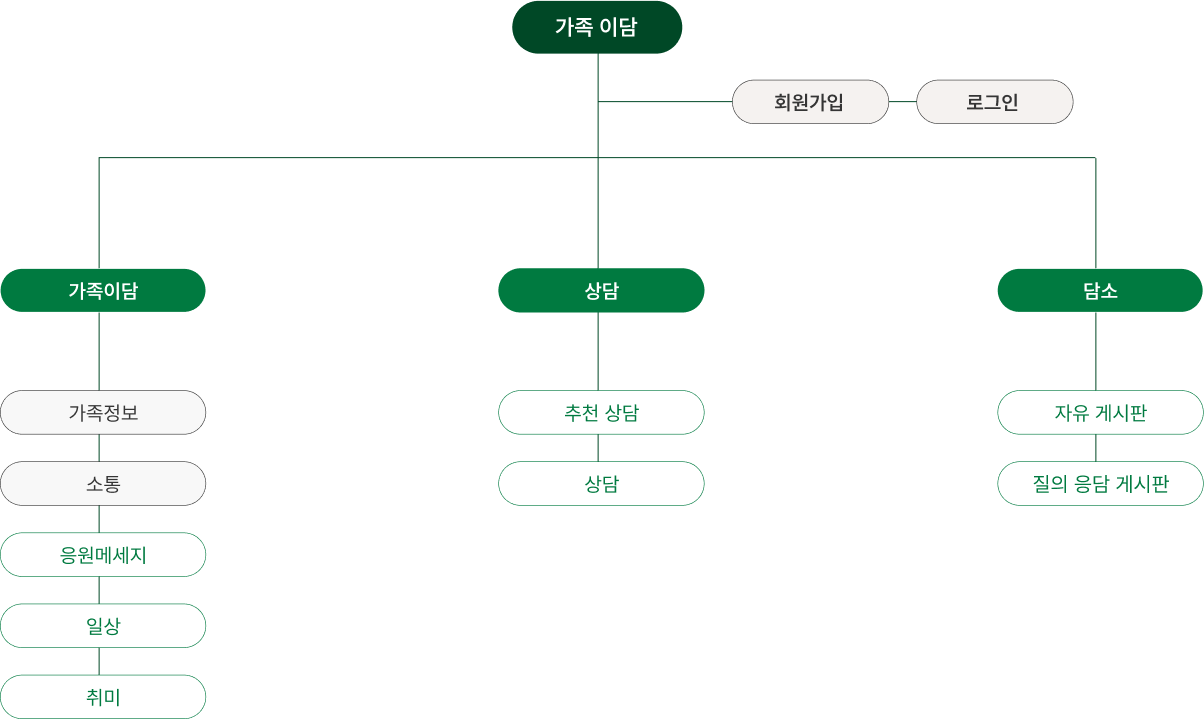 가족 이담
회원가입
로그인
가족이담
상담
담소
가족정보
추천 상담
자유 게시판
소통
상담
질의 응담 게시판
응원메세지
일상
취미